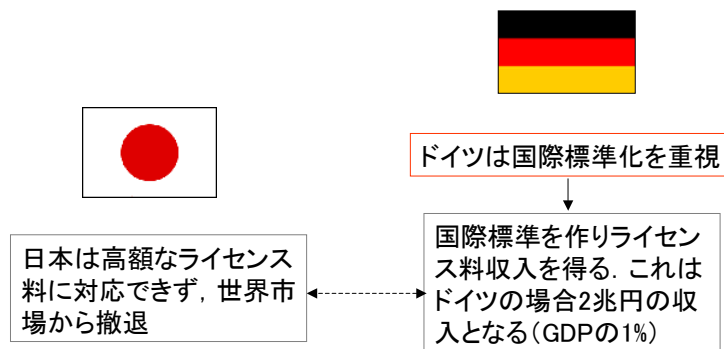 ドイツは国際標準化を重視
日本は高額なライセンス
料に対応できず, 世界市
場から撤退
国際標準を作りライセン
ス料収入を得る. これは
ドイツの場合2兆円の収
入となる(GDPの1%)